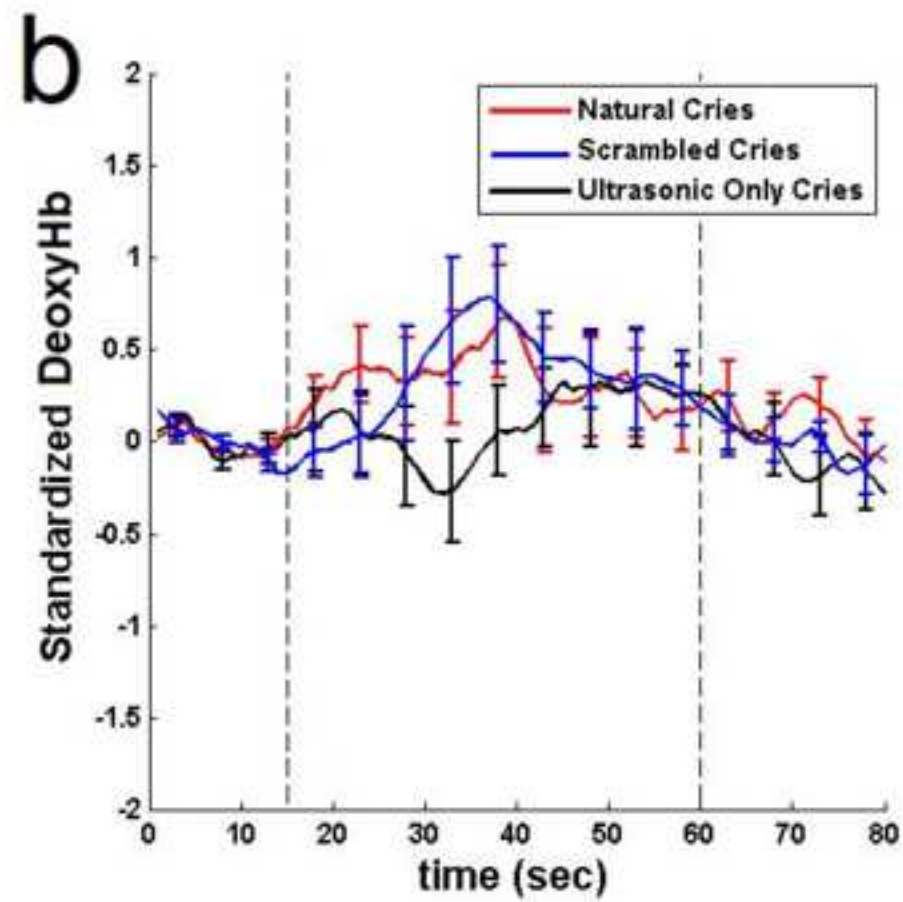 b
2
1.5
1
0.5
0
-0.5
-1
-1.5
-2
Standardized DeoxyHb
Natural Cries
Scrambled Cries
Ultrasonic Only Cries
0 10 20 30 40 50 60 70 80
time (sec)